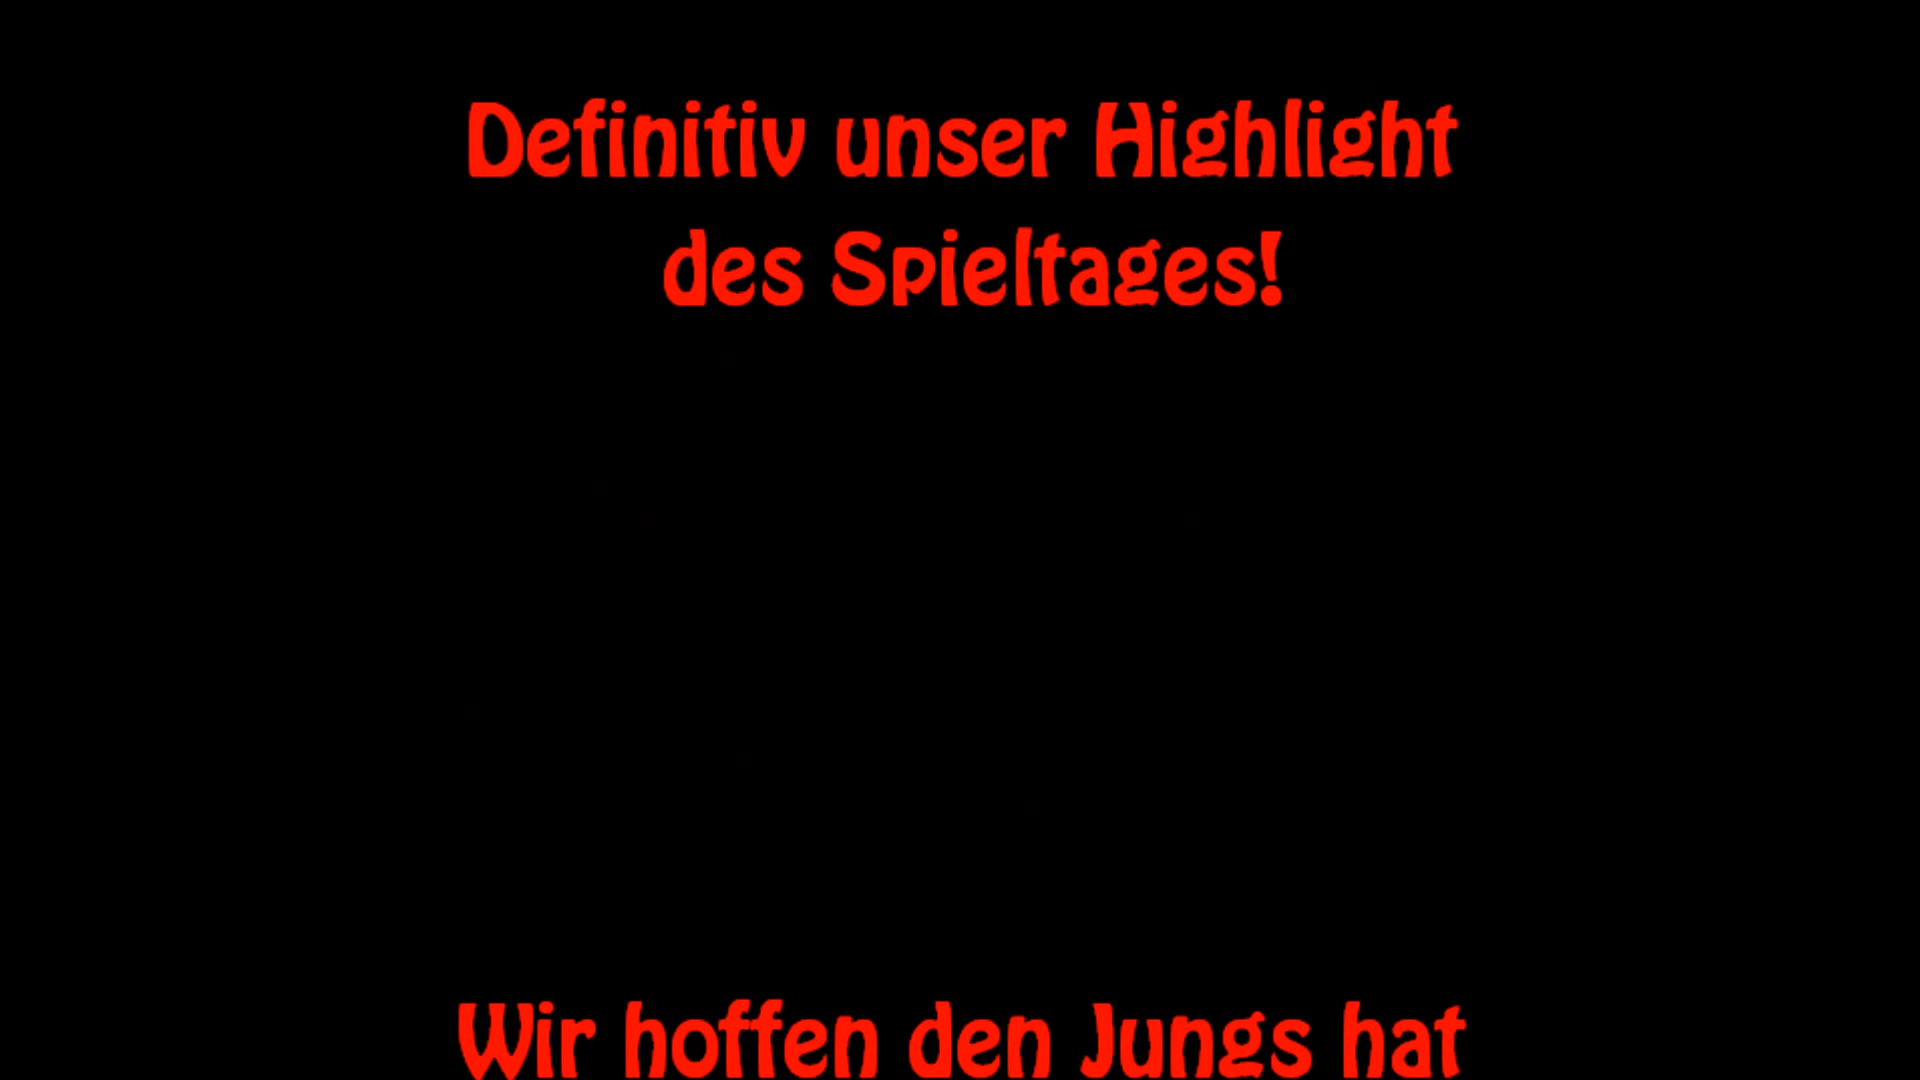 Definitiv unser Highlight
des Spieltages!
Wir hoffen den Jungs hat